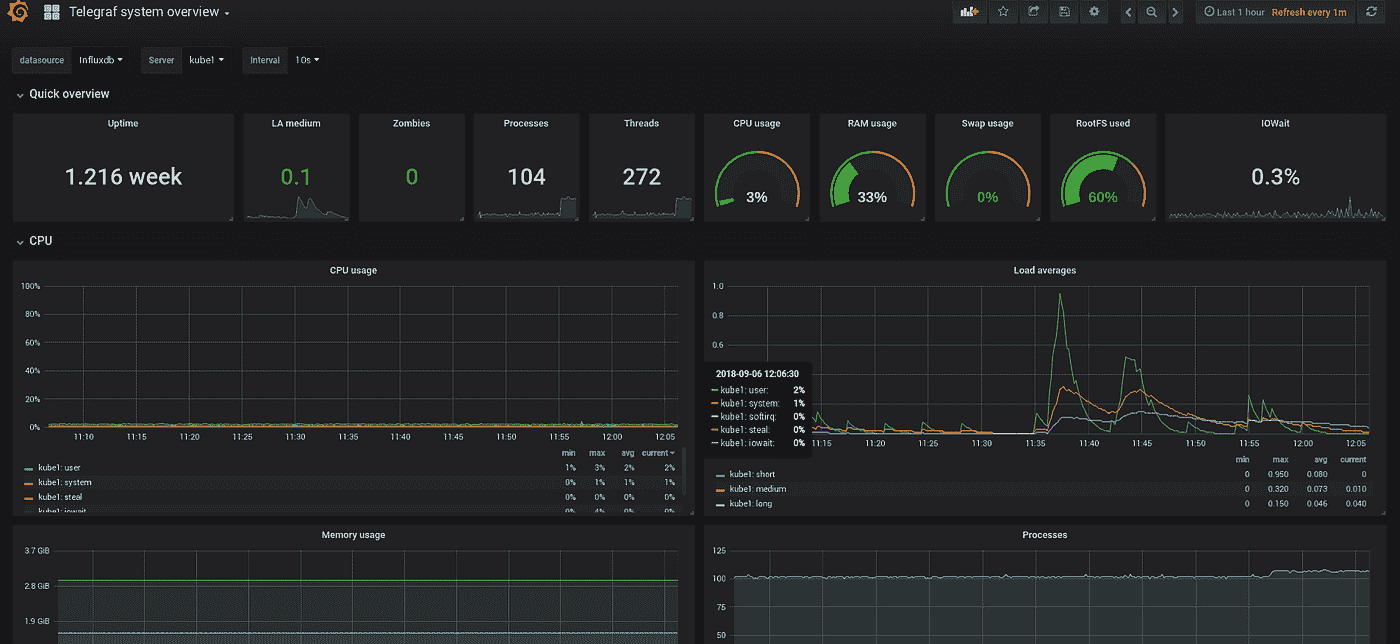 Telegraf system overview
Last 1 hour Refresh every 1m
datasource Influxdb Server kube1 Interval 10s
Quick overview
Uptime
1.216 week
LA medium
0.1
Zombies
0
Processes
104
Threads
272
CPU usage
3%
RAM usage
33%
Swap usage
0%
RootFS used
60%
IOWait
0.3%
CPU
CPU usage
100%
80%
60%
40%
20%
0%
11:10 11:15 11:20 11:25 11:30 11:35 11:40 11:45 11:50 11:55 12:00 12:05
min max avg current
kube1: user 1% 3% 2% 2%
kube1: system 0% 1% 1% 1%
kube1: steal 0% 0% 0% 0%
kube1: iowait 0% 4% 0% 0%
Load averages
1.0
0.8
0.6
2018-09-06 12:06:30
kube1: user: 2%
kube1: system: 1%
kube1: softirq: 0%
kube1: steal: 0%
kube1: iowait: 0%
11:15 11:20 11:25 11:30 11:35 11:40 11:45 11:50 11:55 12:00 12:05
min max avg current
kube1: short 0 0.950 0.080 0
kube1: medium 0 0.320 0.073 0.010
kube1: long 0 0.150 0.046 0.040
Memory usage
3.7 GiB
2.8 GiB
1.9 GiB
Processes
125
100
75
50